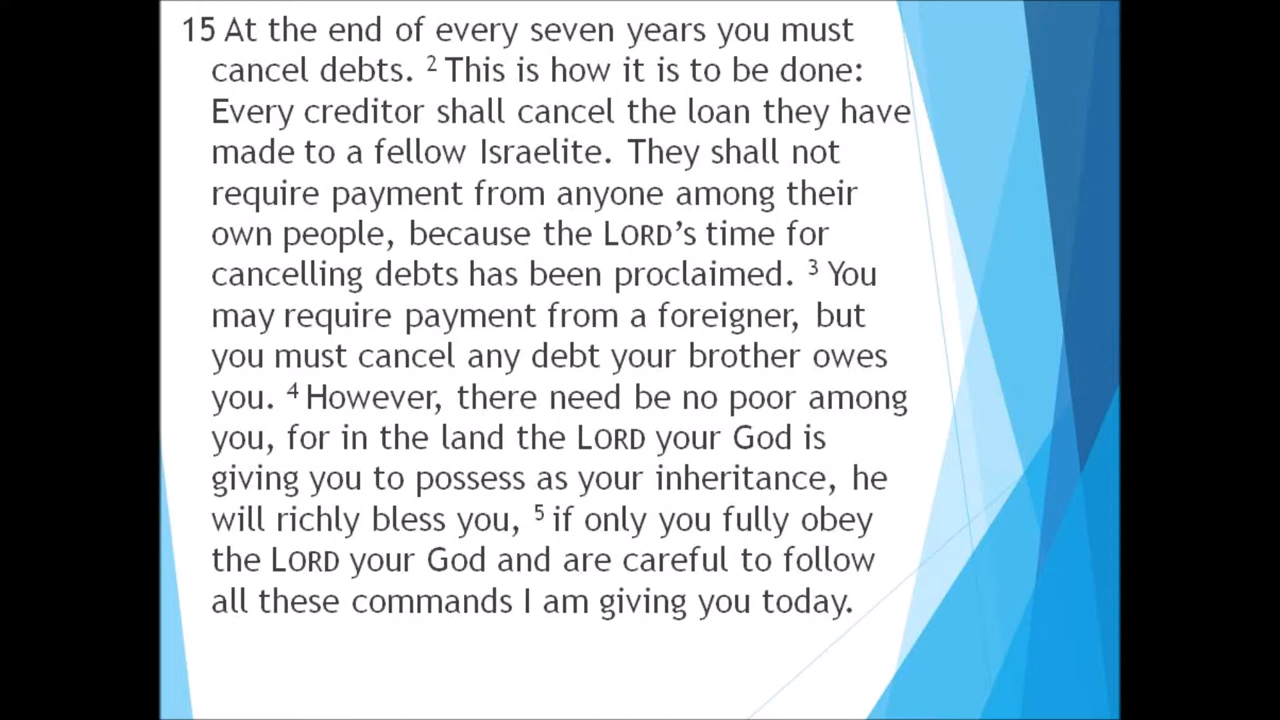 15 At the end of every seven years you must
cancel debts. 2 This is how it is to be done:
Every creditor shall cancel the loan they have
made to a fellow Israelite. They shall not
require payment from anyone among their
own people, because the LORD’s time for
cancelling debts has been proclaimed. 3 You
may require payment from a foreigner, but
you must cancel any debt your brother owes
you. 4 However, there need be no poor among
you, for in the land the LORD your God is
giving you to possess as your inheritance, he
will richly bless you, 5 if only you fully obey
the LORD your God and are careful to follow
all these commands I am giving you today.